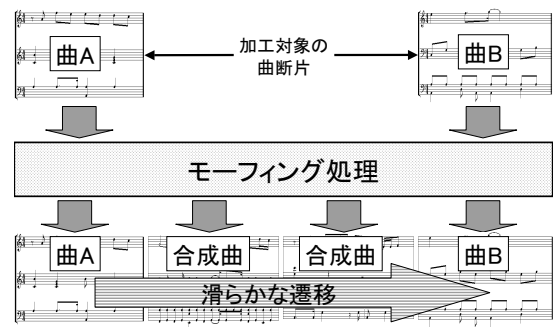 曲A
加工対象の
曲断片
曲B
モーフィング処理
曲A
合成曲
合成曲
曲B
滑らかな遷移